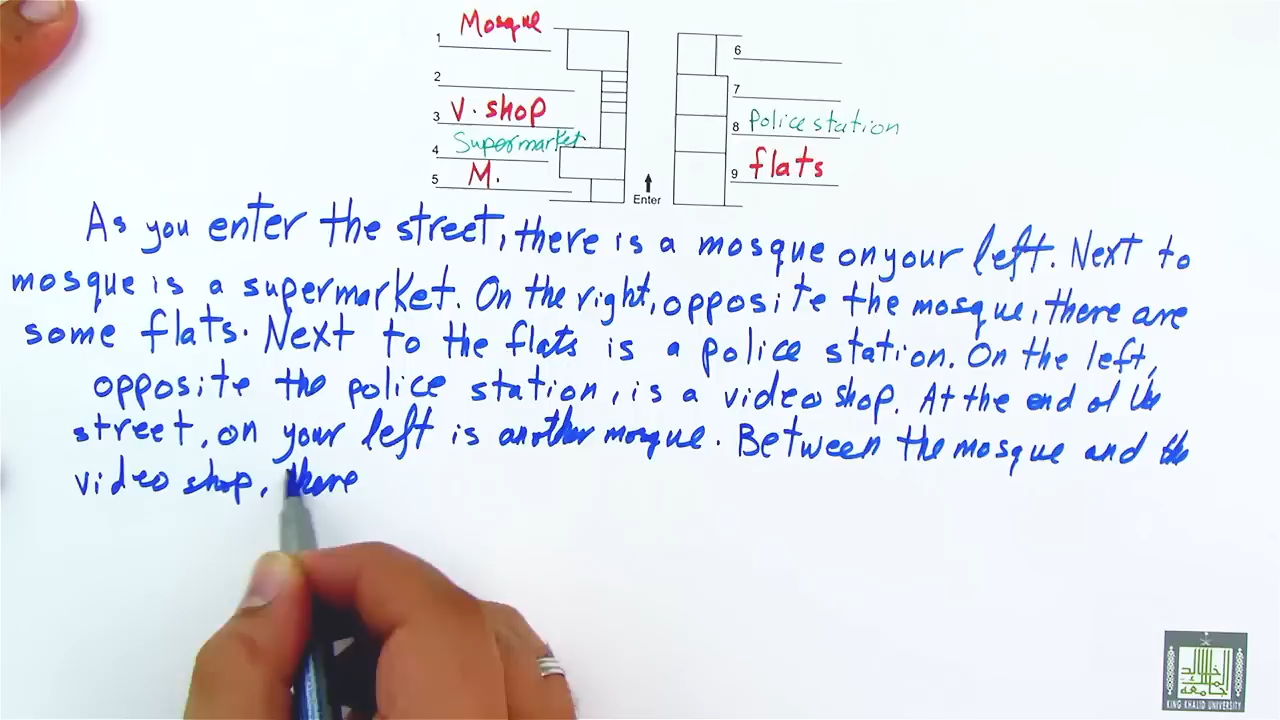 1 Mosque
2
3 V. shop
4 Supermarket
5 M.
6
7
8 Police station
9 flats
Enter
As you enter the street, there is a mosque on your left. Next to
mosque is a supermarket. On the right, opposite the mosque, there are
some flats. Next to the flats is a police station. On the left,
opposite the police station, is a video shop. At the end of the
street, on your left is another mosque. Between the mosque and the
video shop, there
KING KHALID UNIVERSITY